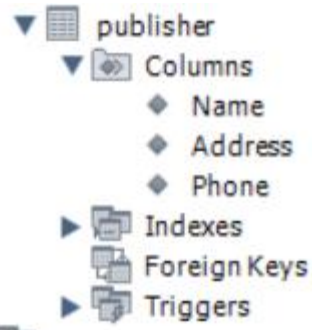 publisher
Columns
Name
Address
Phone
Indexes
Foreign Keys
Triggers